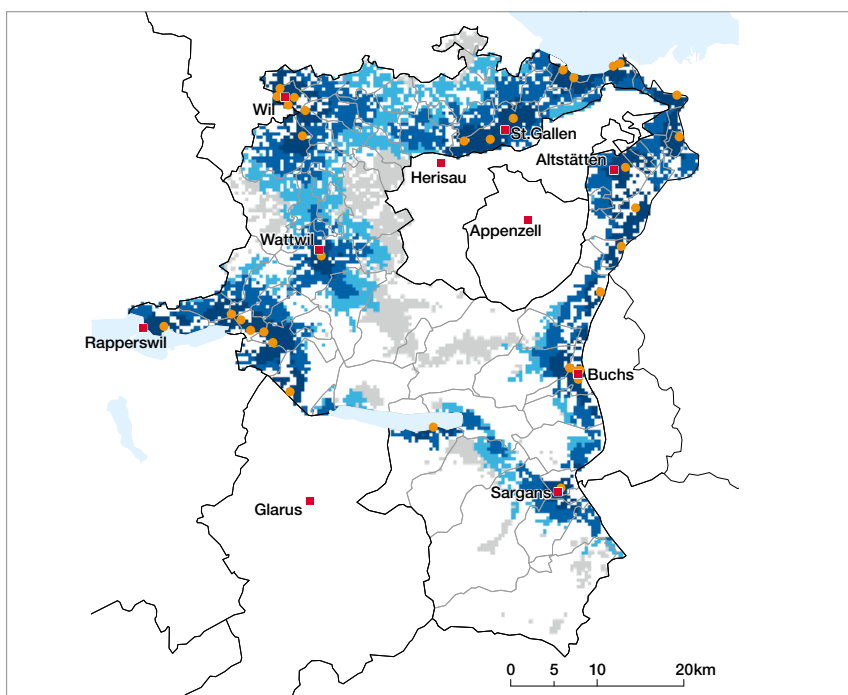 Wil
St.Gallen
Altstätten
Herisau
Appenzell
Wattwil
Rapperswil
Buchs
Sargans
Glarus
0 5 10 20km